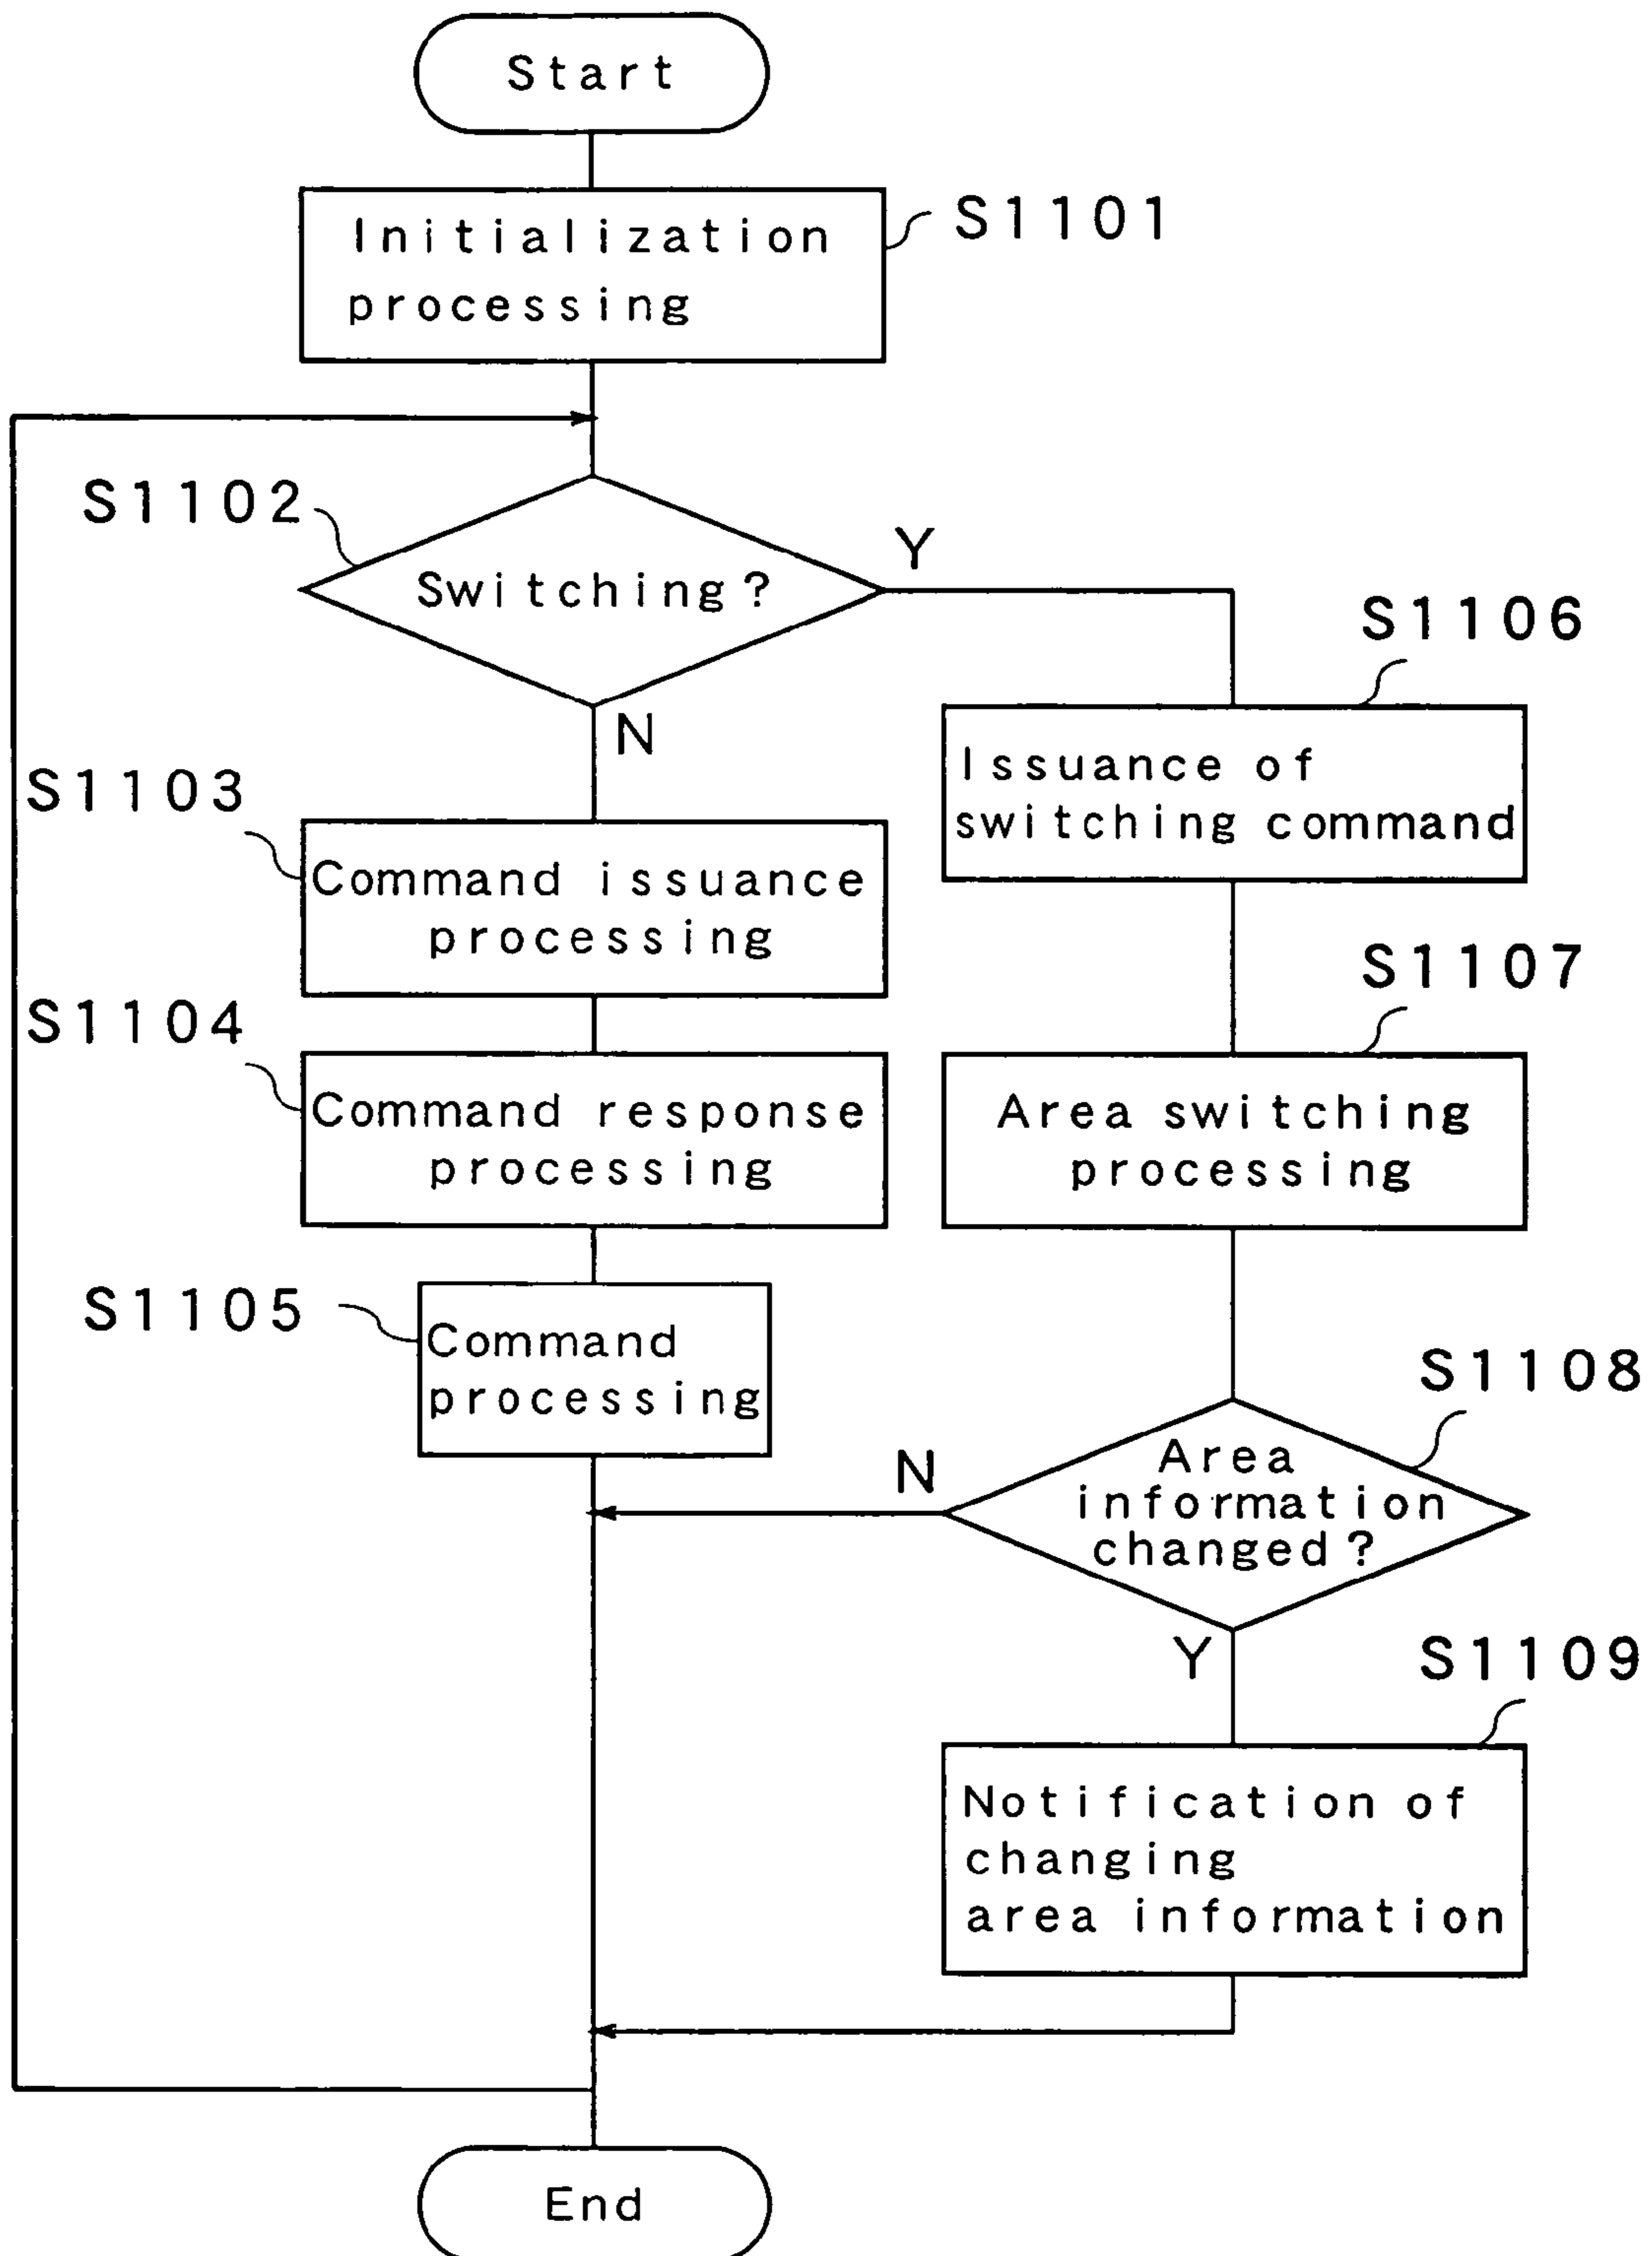 Start
Initialization
processing
S1101
S1102
Switching?
Y
N
S1103
Command issuance
processing
S1104
Command response
processing
S1105
Command
processing
S1106
Issuance of
switching command
S1107
Area switching
processing
S1108
Area
information
changed?
N
Y
S1109
Notification of
changing
area information
End